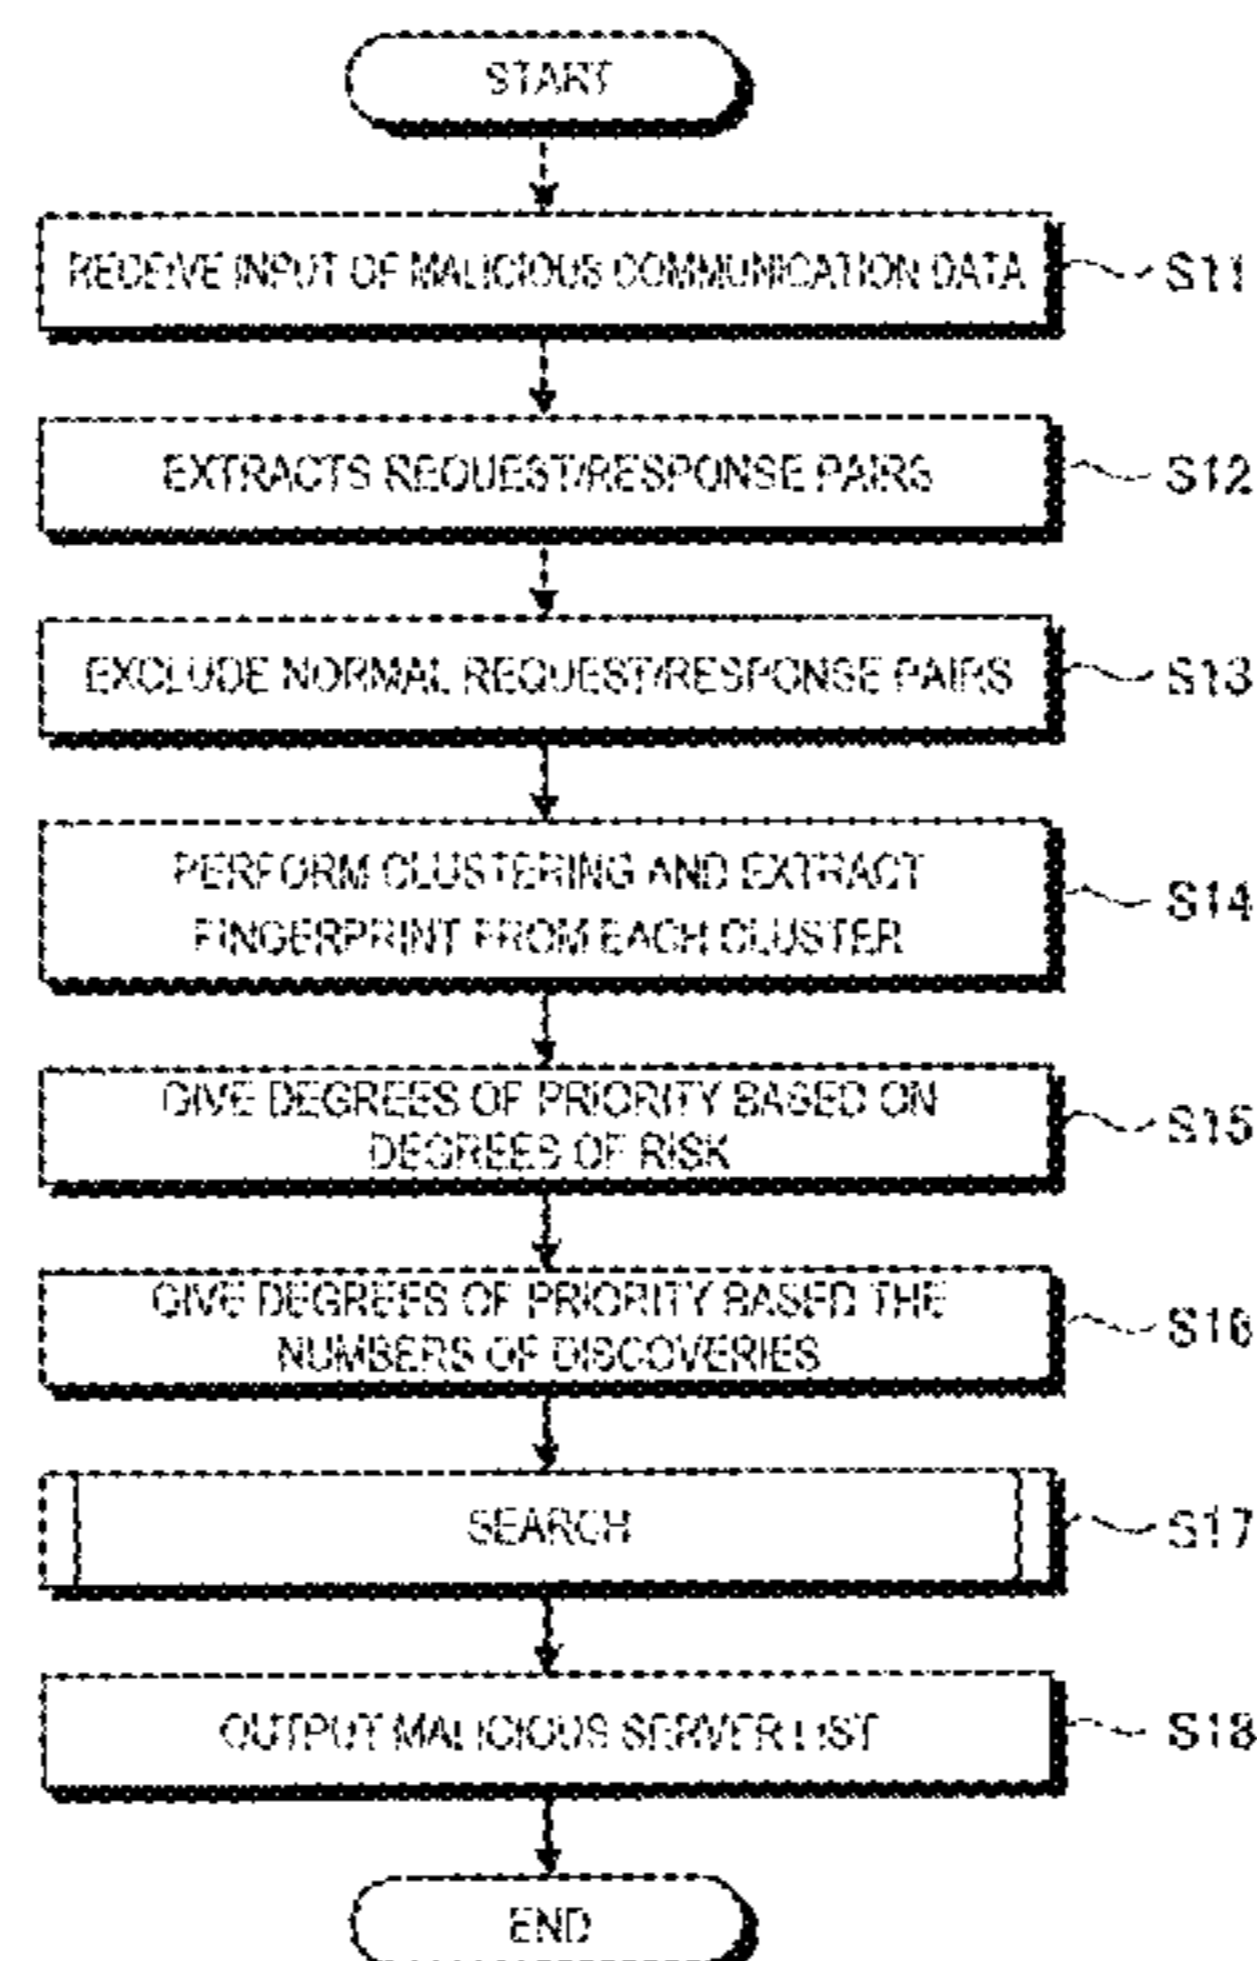 START
RECEIVE INPUT OF MALICIOUS COMMUNICATION DATA
S11
EXTRACTS REQUEST/RESPONSE PAIRS
S12
EXCLUDE NORMAL REQUEST/RESPONSE PAIRS
S13
PERFORM CLUSTERING AND EXTRACT
FINGERPRINT FROM EACH CLUSTER
S14
GIVE DEGREES OF PRIORITY BASED ON
DEGREES OF RISK
S15
GIVE DEGREES OF PRIORITY BASED THE
NUMBERS OF DISCOVERIES
S16
SEARCH
S17
OUTPUT MALICIOUS SERVER LIST
S18
END